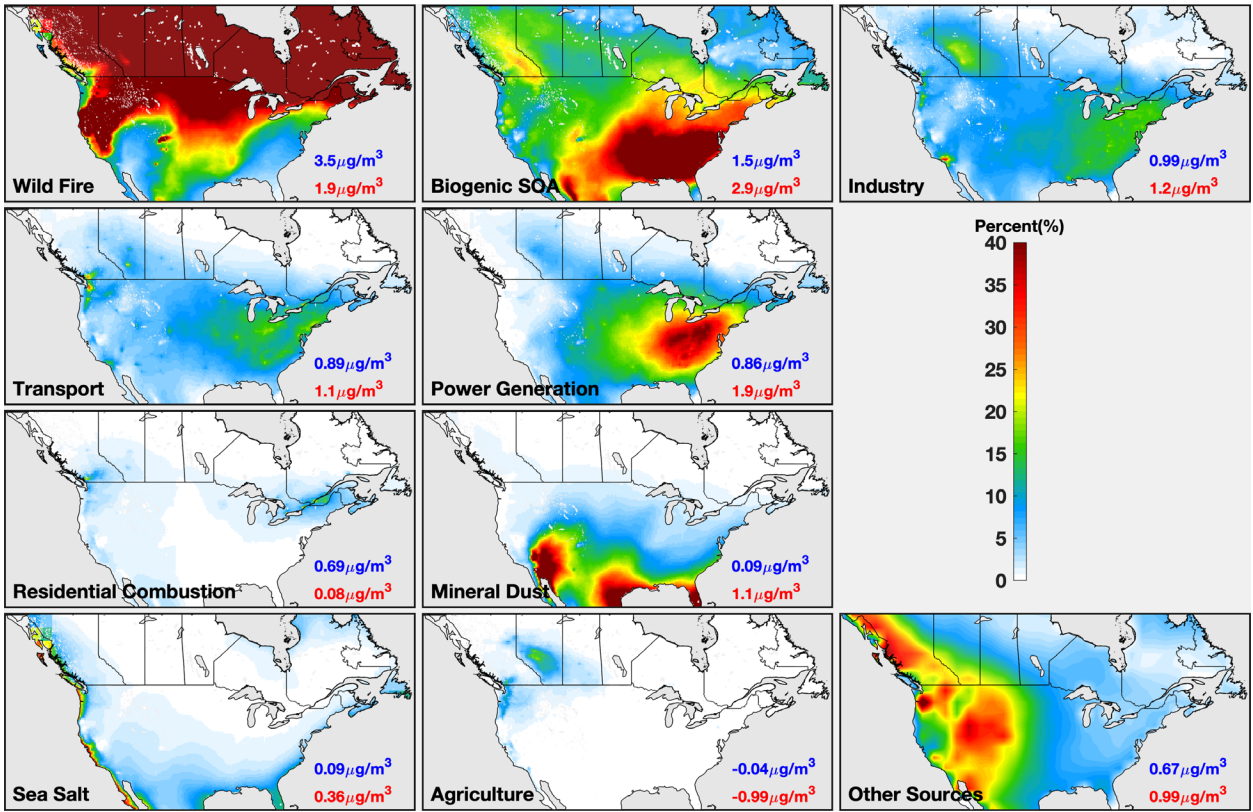 3.5μg/m³
1.9μg/m³
Wild Fire
1.5μg/m³
2.9μg/m³
Biogenic SOA
0.99μg/m³
1.2μg/m³
Industry
0.89μg/m³
1.1μg/m³
Transport
0.86μg/m³
1.9μg/m³
Power Generation
Percent(%)
40
35
30
25
20
15
10
5
0
0.69μg/m³
0.08μg/m³
Residential Combustion
0.09μg/m³
1.1μg/m³
Mineral Dust
0.09μg/m³
0.36μg/m³
Sea Salt
-0.04μg/m³
-0.99μg/m³
Agriculture
0.67μg/m³
0.99μg/m³
Other Sources